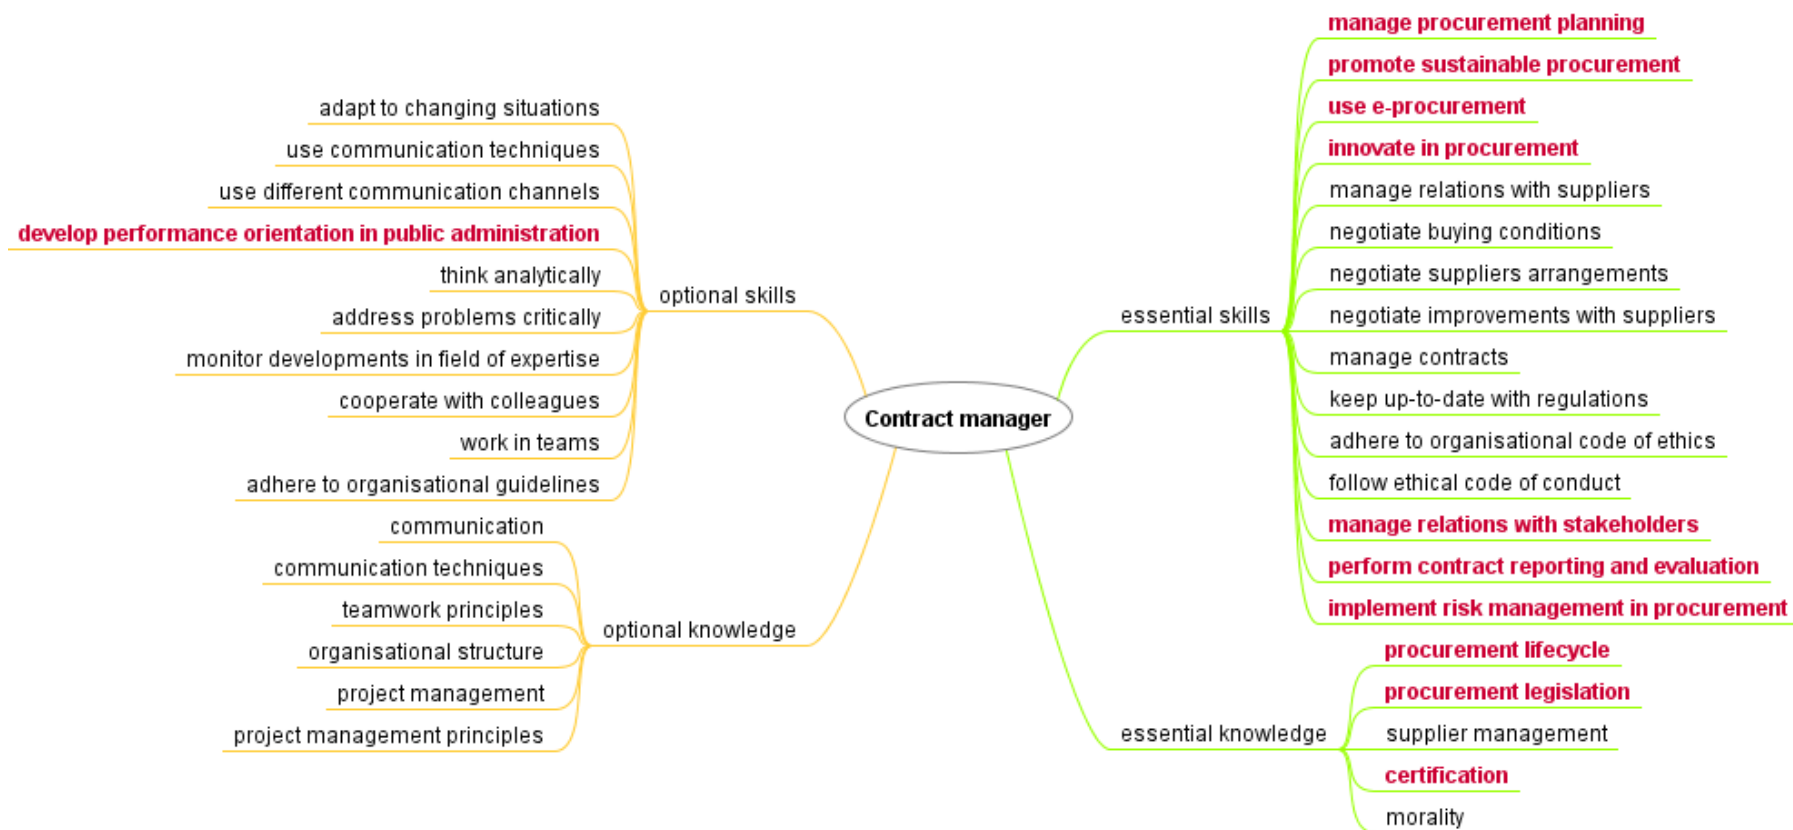 Contract manager
optional skills
adapt to changing situations
use communication techniques
use different communication channels
develop performance orientation in public administration
think analytically
address problems critically
monitor developments in field of expertise
cooperate with colleagues
work in teams
adhere to organisational guidelines
optional knowledge
communication
communication techniques
teamwork principles
organisational structure
project management
project management principles
essential skills
manage procurement planning
promote sustainable procurement
use e-procurement
innovate in procurement
manage relations with suppliers
negotiate buying conditions
negotiate suppliers arrangements
negotiate improvements with suppliers
manage contracts
keep up-to-date with regulations
adhere to organisational code of ethics
follow ethical code of conduct
manage relations with stakeholders
perform contract reporting and evaluation
implement risk management in procurement
essential knowledge
procurement lifecycle
procurement legislation
supplier management
certification
morality